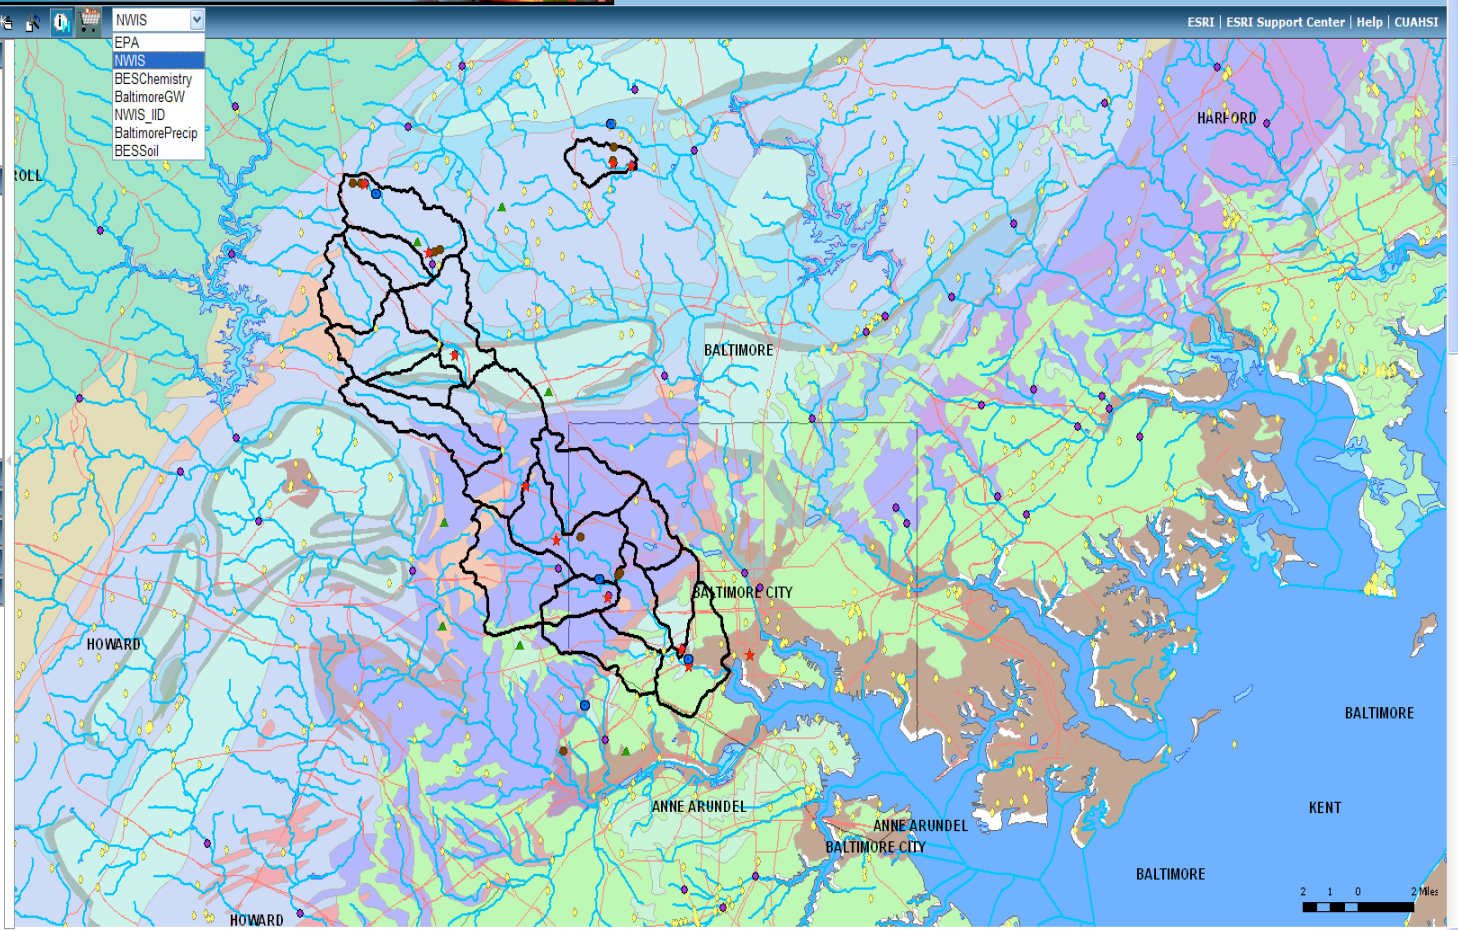 NWIS
ESRI | ESRI Support Center | Help | CUAHSI
EPA
NWIS
BESChemistry
BaltimoreGW
NWIS_IID
BaltimorePrecip
BESSoil
HARFORD
ROLL
BALTIMORE
BALTIMORE CITY
HOWARD
BALTIMORE
ANNE ARUNDEL
KENT
ANNE ARUNDEL
BALTIMORE CITY
BALTIMORE
2 1 0 2 Miles
HOWARD